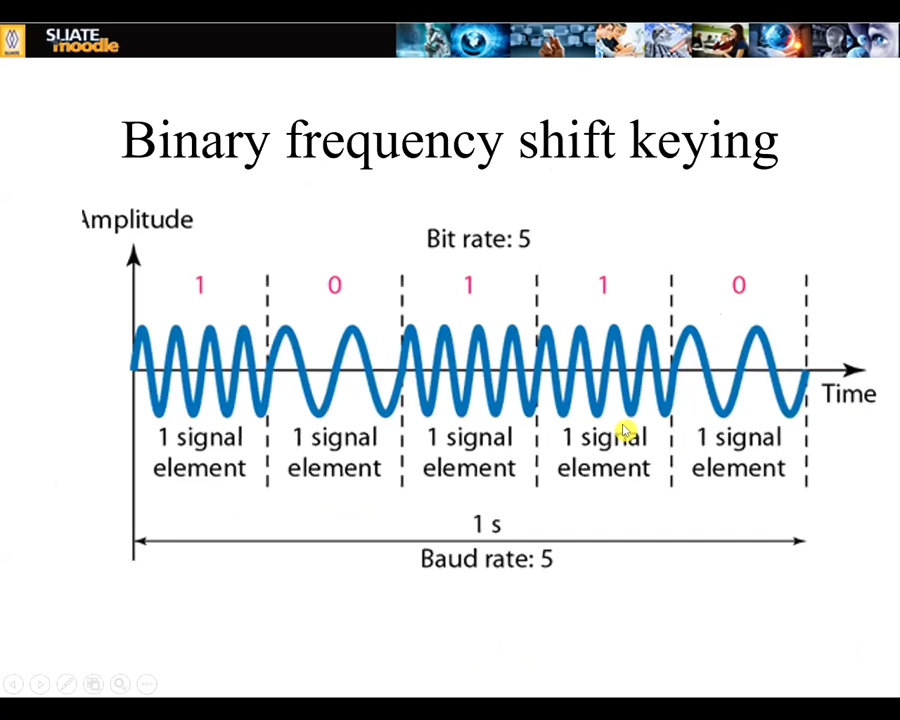 SLIATE
moodle
Binary frequency shift keying
Amplitude
Bit rate: 5
1 0 1 1 0
Time
1 signal 1 signal 1 signal 1 signal 1 signal
element element element element element
1 s
Baud rate: 5